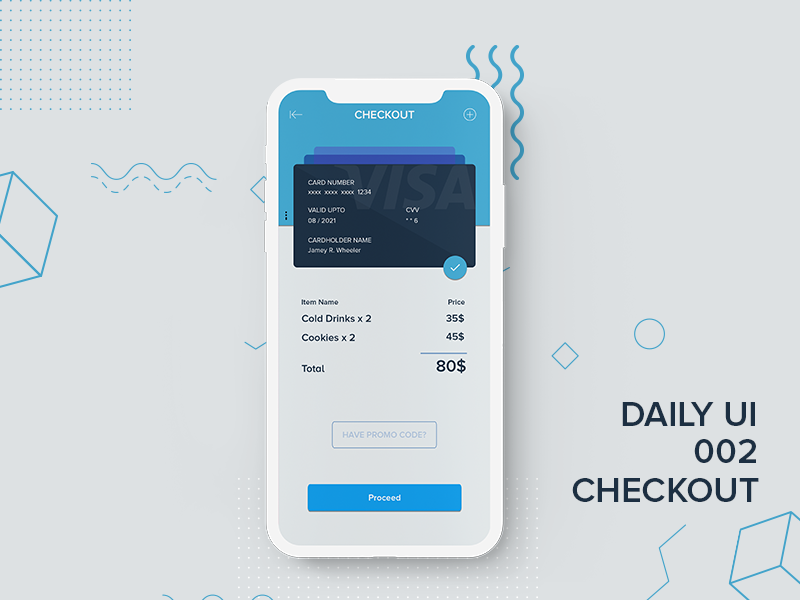 CHECKOUT
VISA
CARD NUMBER
xxxx xxxx xxxx 1234
VALID UPTO CVV
08 / 2021 * * 6
CARDHOLDER NAME
Jamey R. Wheeler
Item Name Price
Cold Drinks x 2 35$
Cookies x 2 45$
Total 80$
HAVE PROMO CODE?
Proceed
DAILY UI
002
CHECKOUT